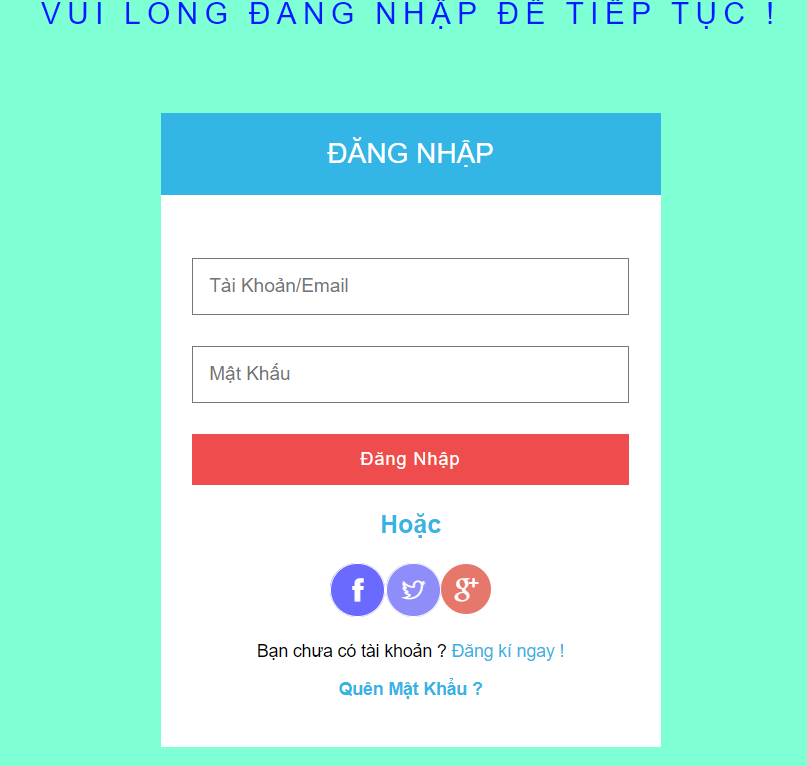 VUI LÒNG ĐĂNG NHẬP ĐỂ TIẾP TỤC !
ĐĂNG NHẬP
Tài Khoản/Email
Mật Khẩu
Đăng Nhập
Hoặc
Bạn chưa có tài khoản ? Đăng kí ngay !
Quên Mật Khẩu ?